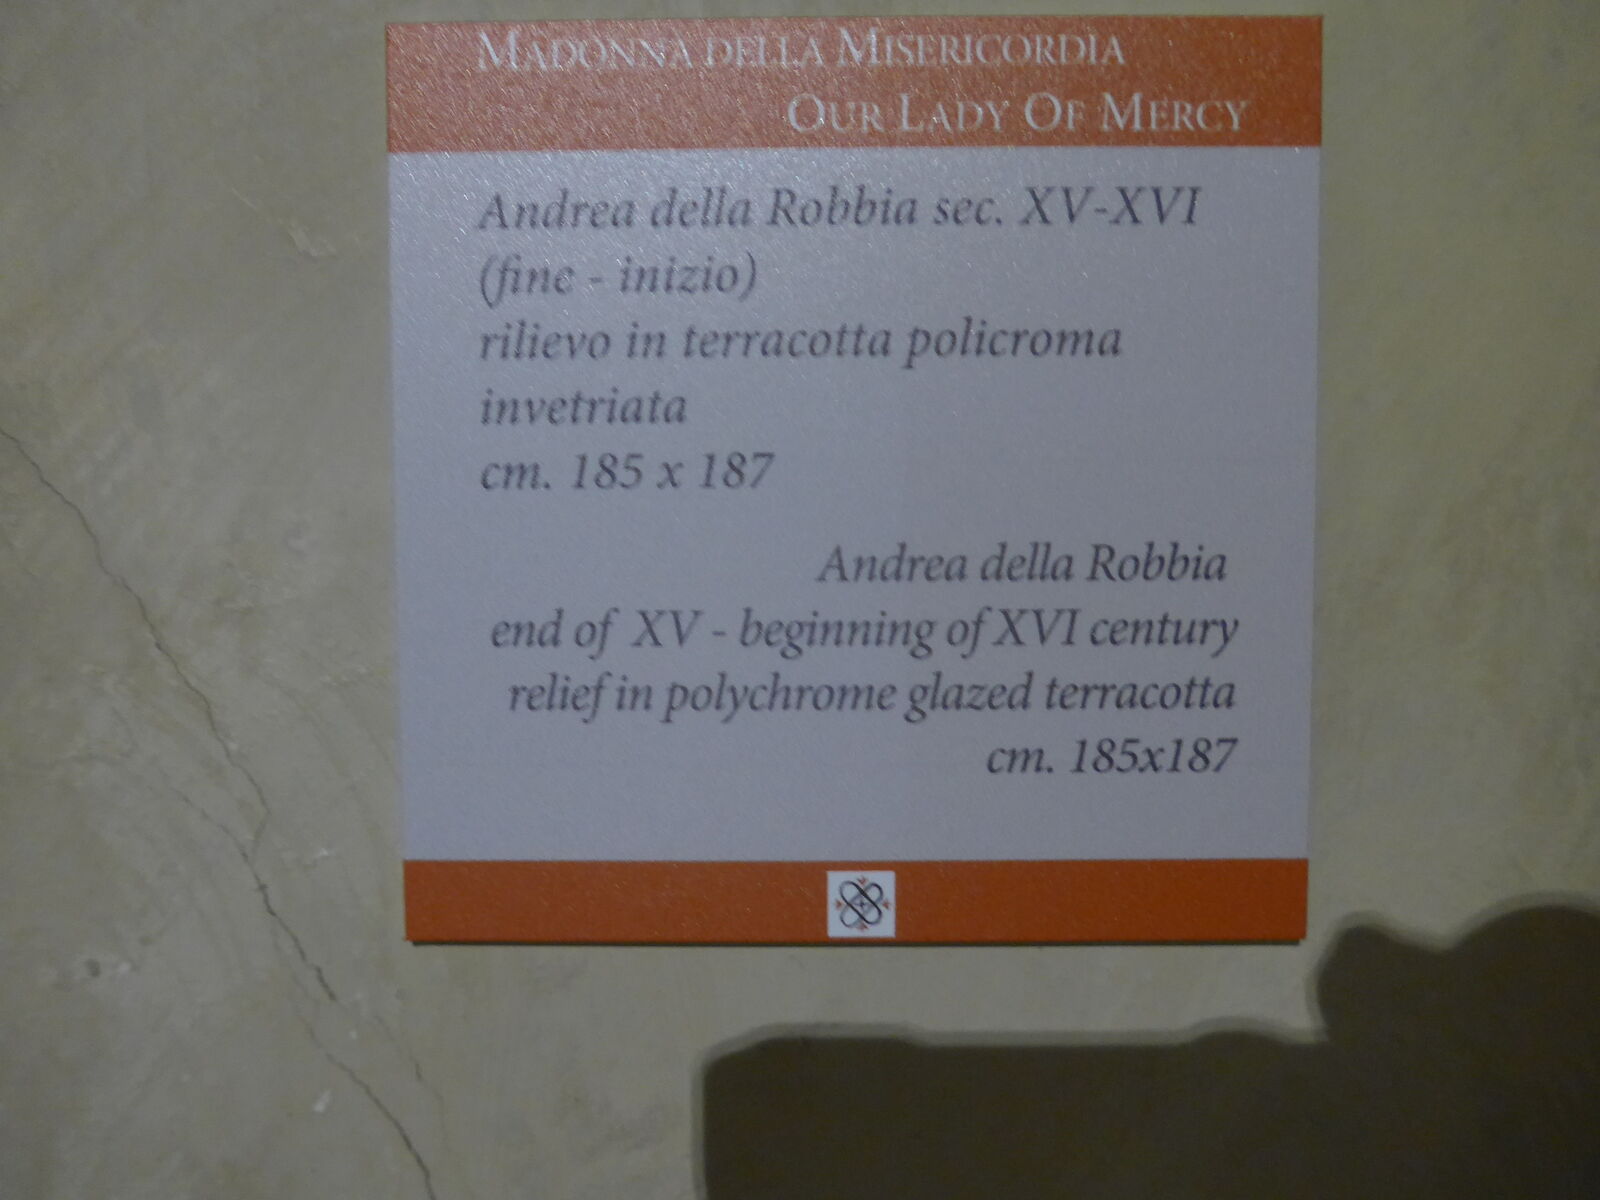 MADONNA DELLA MISERICORDIA
OUR LADY OF MERCY
Andrea della Robbia sec. XV-XVI
(fine - inizio)
rilievo in terracotta policroma
invetriata
cm. 185 x 187
Andrea della Robbia
end of XV - beginning of XVI century
relief in polychrome glazed terracotta
cm. 185x187